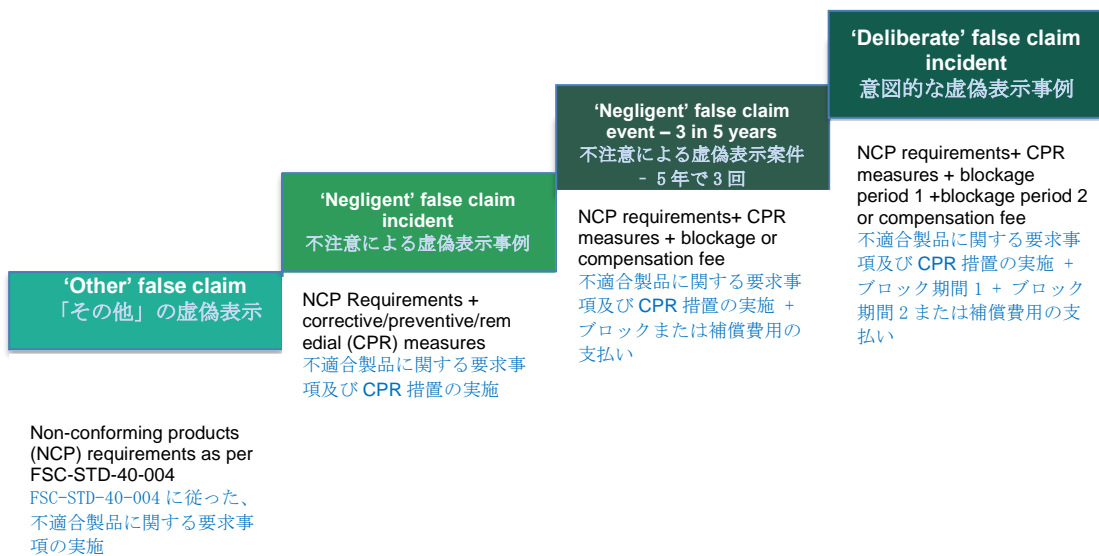 'Other' false claim
「その他」の虚偽表示
Non-conforming products
(NCP) requirements as per
FSC-STD-40-004
FSC-STD-40-004 に従った、
不適合製品に関する要求事
項の実施
'Negligent' false claim
incident
不注意による虚偽表示事例
NCP Requirements +
corrective/preventive/rem
edial (CPR) measures
不適合製品に関する要求事
項及び CPR 措置の実施
'Negligent' false claim
event – 3 in 5 years
不注意による虚偽表示案件
- 5年で3回
NCP requirements+ CPR
measures + blockage or
compensation fee
不適合製品に関する要求事
項及び CPR 措置の実施 +
ブロックまたは補償費用の
支払い
'Deliberate' false claim
incident
意図的な虚偽表示事例
NCP requirements+ CPR
measures + blockage
period 1 +blockage period 2
or compensation fee
不適合製品に関する要求事
項及び CPR 措置の実施 +
ブロック期間 1 + ブロック
期間 2 または補償費用の支
払い